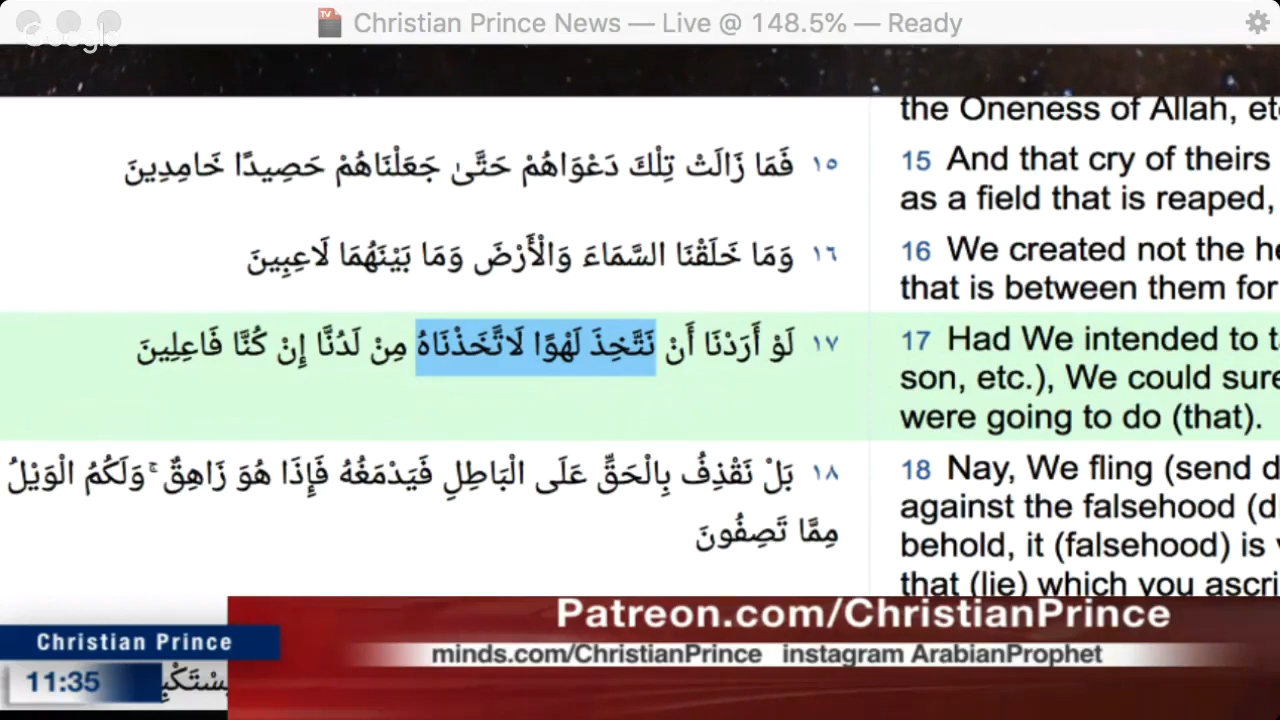 Christian Prince News — Live @ 148.5% — Ready
Google
TV
١٥ فَمَا زَالَتْ تِلْكَ دَعْوَاهُمْ حَتَّىٰ جَعَلْنَاهُمْ حَصِيدًا خَامِدِينَ
١٦ وَمَا خَلَقْنَا السَّمَاءَ وَالْأَرْضَ وَمَا بَيْنَهُمَا لَاعِبِينَ
١٧ لَوْ أَرَدْنَا أَنْ نَتَّخِذَ لَهْوًا لَاتَّخَذْنَاهُ مِنْ لَدُنَّا إِنْ كُنَّا فَاعِلِينَ
١٨ بَلْ نَقْذِفُ بِالْحَقِّ عَلَى الْبَاطِلِ فَيَدْمَغُهُ فَإِذَا هُوَ زَاهِقٌ ۚ وَلَكُمُ الْوَيْلُ
مِمَّا تَصِفُونَ
the Oneness of Allah, etc
15 And that cry of theirs
as a field that is reaped,
16 We created not the he
that is between them for
17 Had We intended to ta
son, etc.), We could sure
were going to do (that).
18 Nay, We fling (send d
against the falsehood (d
behold, it (falsehood) is
that (lie) which you ascri
Patreon.com/ChristianPrince
minds.com/ChristianPrince instagram ArabianProphet
Christian Prince
11:35